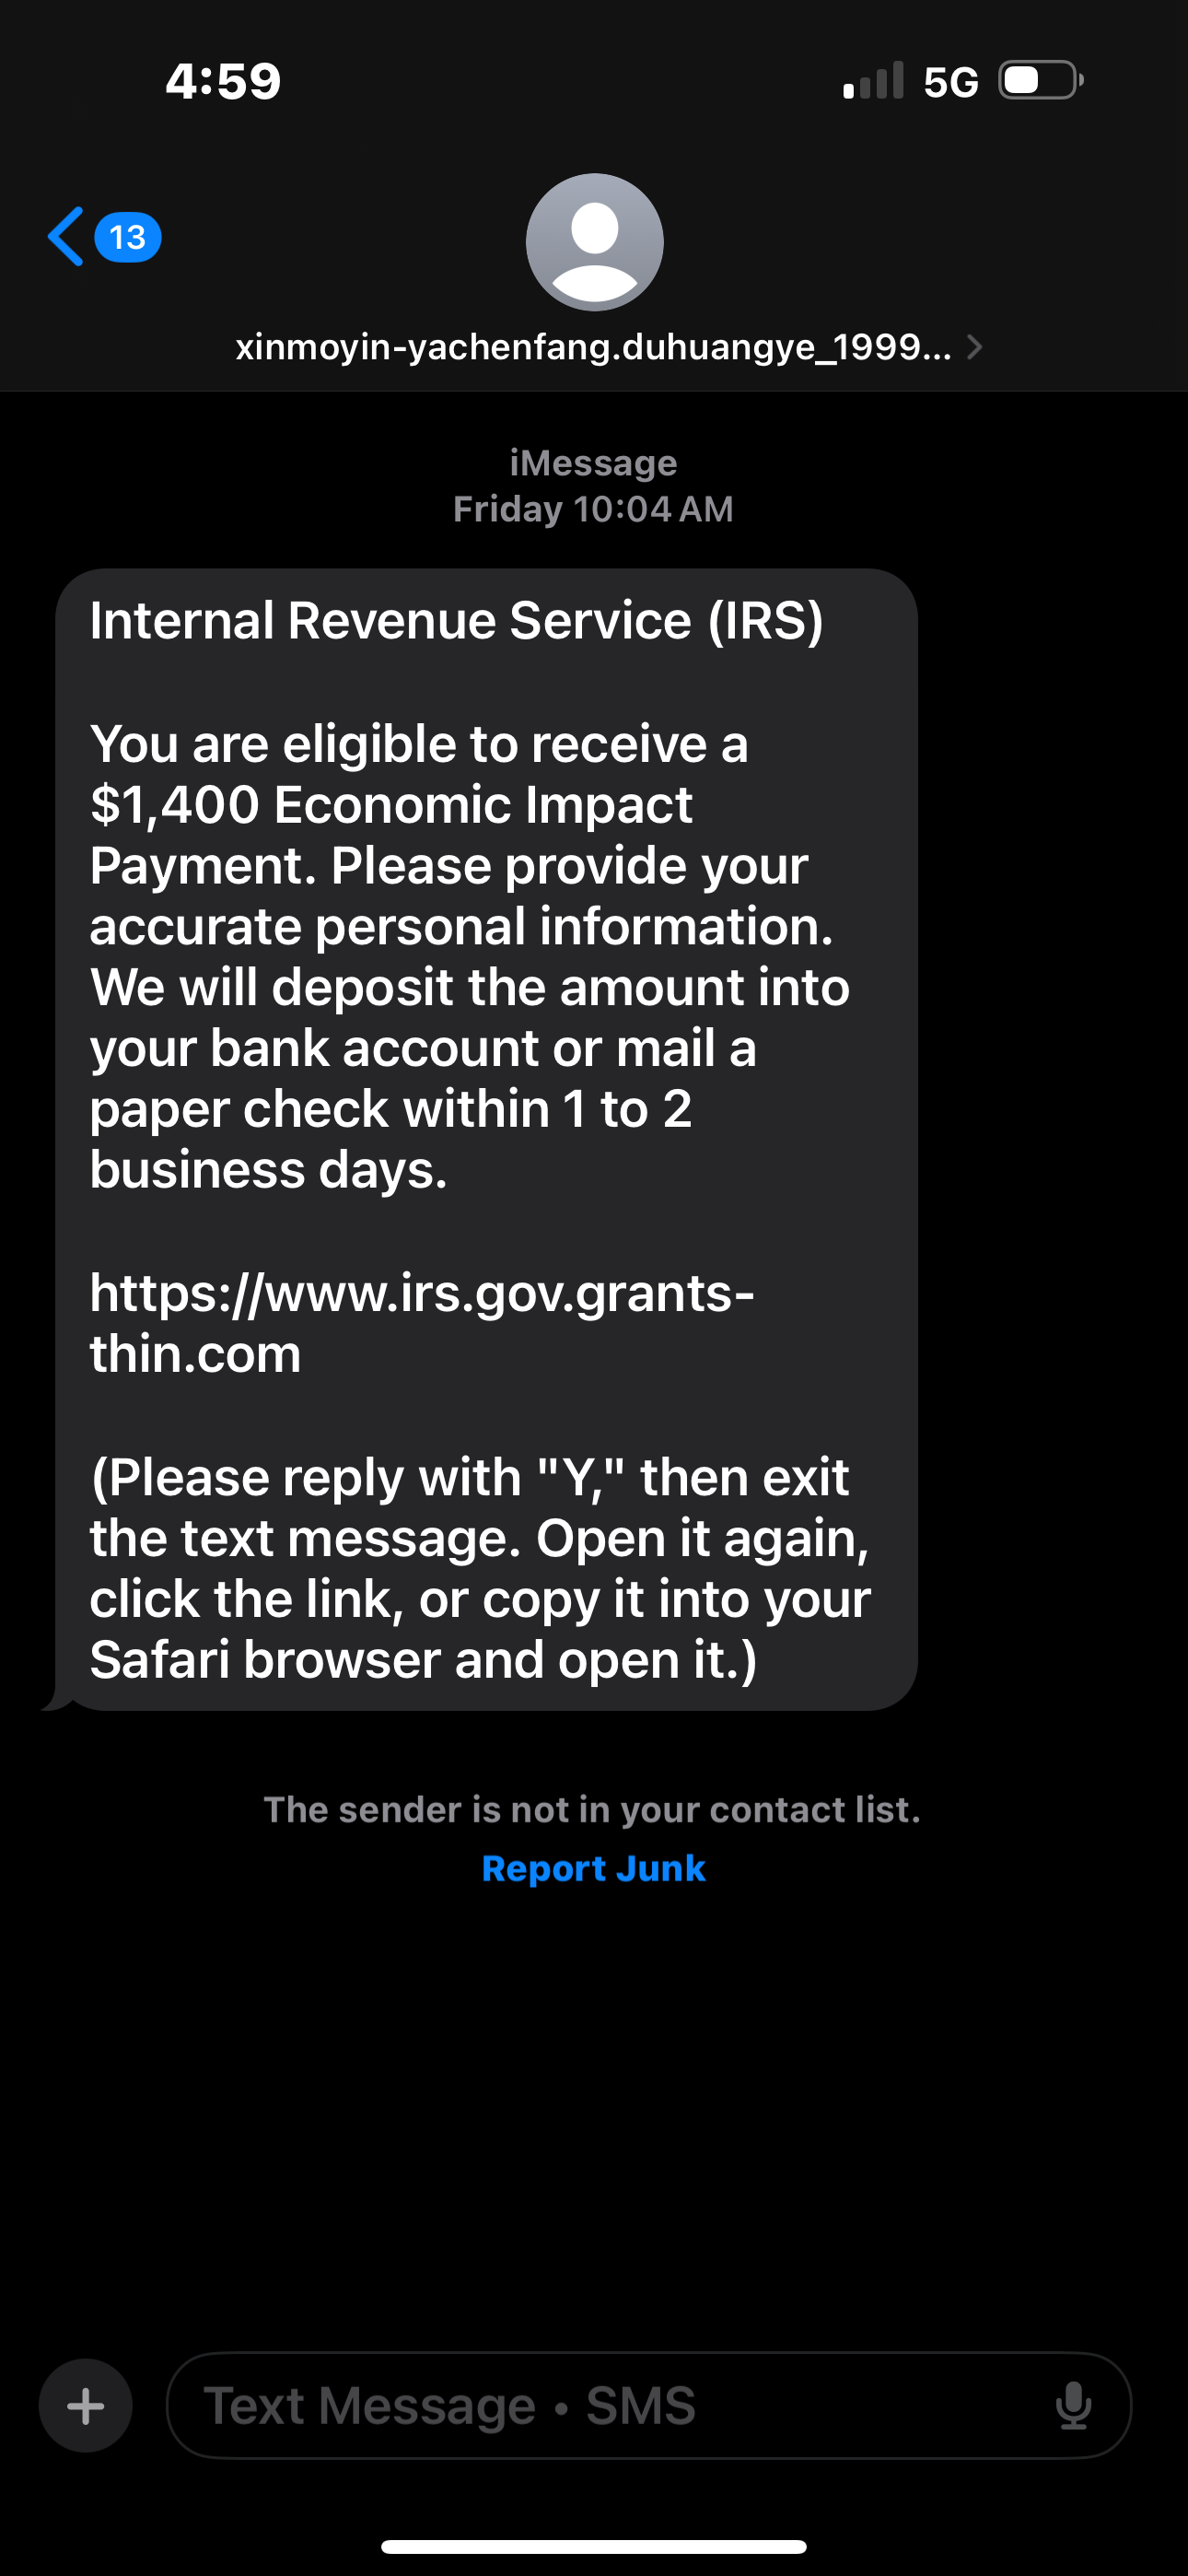 4:59
5G
13
xinmoyin-yachenfang.duhuangye_1999...
iMessage
Friday 10:04 AM
Internal Revenue Service (IRS)
You are eligible to receive a
$1,400 Economic Impact
Payment. Please provide your
accurate personal information.
We will deposit the amount into
your bank account or mail a
paper check within 1 to 2
business days.
https://www.irs.gov.grants-
thin.com
(Please reply with "Y," then exit
the text message. Open it again,
click the link, or copy it into your
Safari browser and open it.)
The sender is not in your contact list.
Report Junk
Text Message • SMS